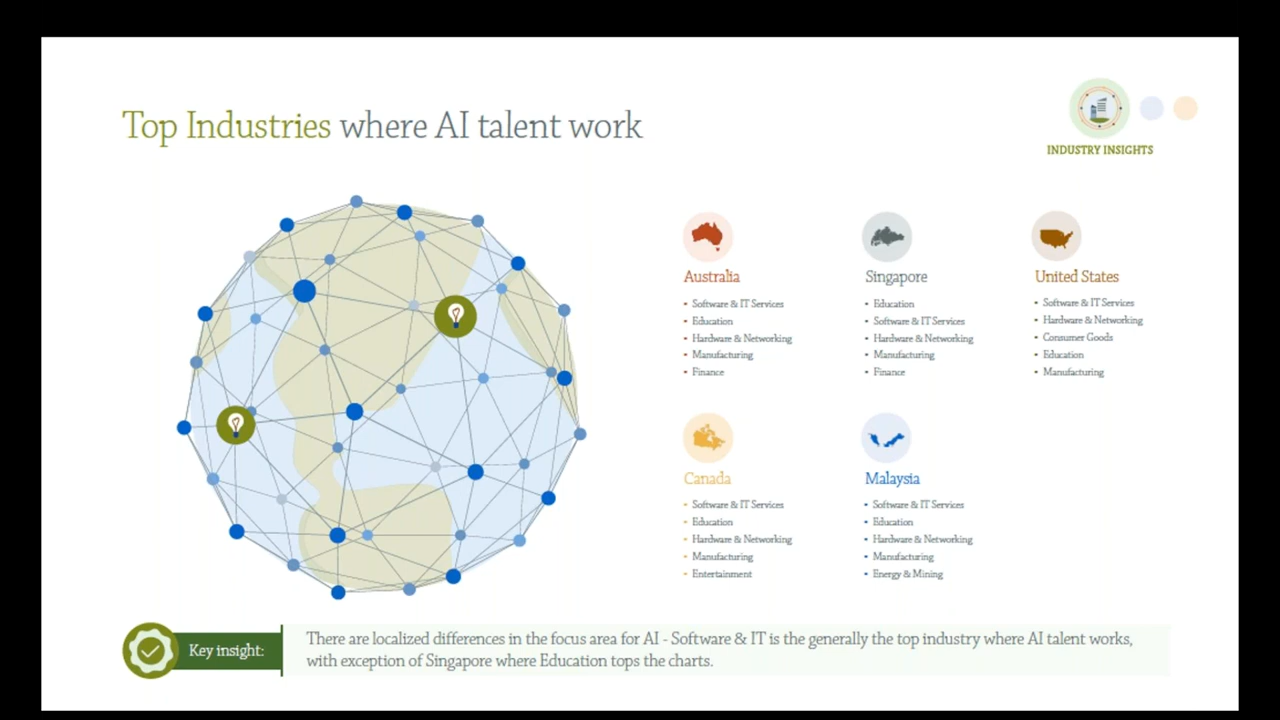 Top Industries where AI talent work
INDUSTRY INSIGHTS
Australia
• Software & IT Services
• Education
• Hardware & Networking
• Manufacturing
• Finance
Singapore
• Education
• Software & IT Services
• Hardware & Networking
• Manufacturing
• Finance
United States
• Software & IT Services
• Hardware & Networking
• Consumer Goods
• Education
• Manufacturing
Canada
• Software & IT Services
• Education
• Hardware & Networking
• Manufacturing
• Entertainment
Malaysia
• Software & IT Services
• Education
• Hardware & Networking
• Manufacturing
• Energy & Mining
Key insight:
There are localized differences in the focus area for AI - Software & IT is the generally the top industry where AI talent works,
with exception of Singapore where Education tops the charts.